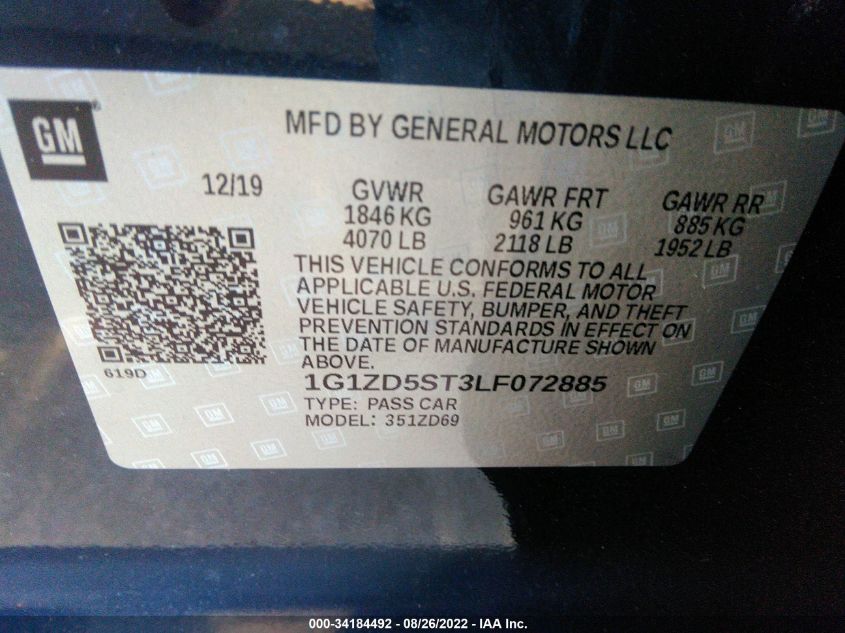 GM
MFD BY GENERAL MOTORS LLC
12/19
GVWR
1846 KG
4070 LB
GAWR FRT
961 KG
2118 LB
GAWR RR
885 KG
1952 LB
THIS VEHICLE CONFORMS TO ALL
APPLICABLE U.S. FEDERAL MOTOR
VEHICLE SAFETY, BUMPER, AND THEFT
PREVENTION STANDARDS IN EFFECT ON
THE DATE OF MANUFACTURE SHOWN
ABOVE.
619D
1G1ZD5ST3LF072885
TYPE: PASS CAR
MODEL: 351ZD69
000-34184492 - 08/26/2022 - IAA Inc.